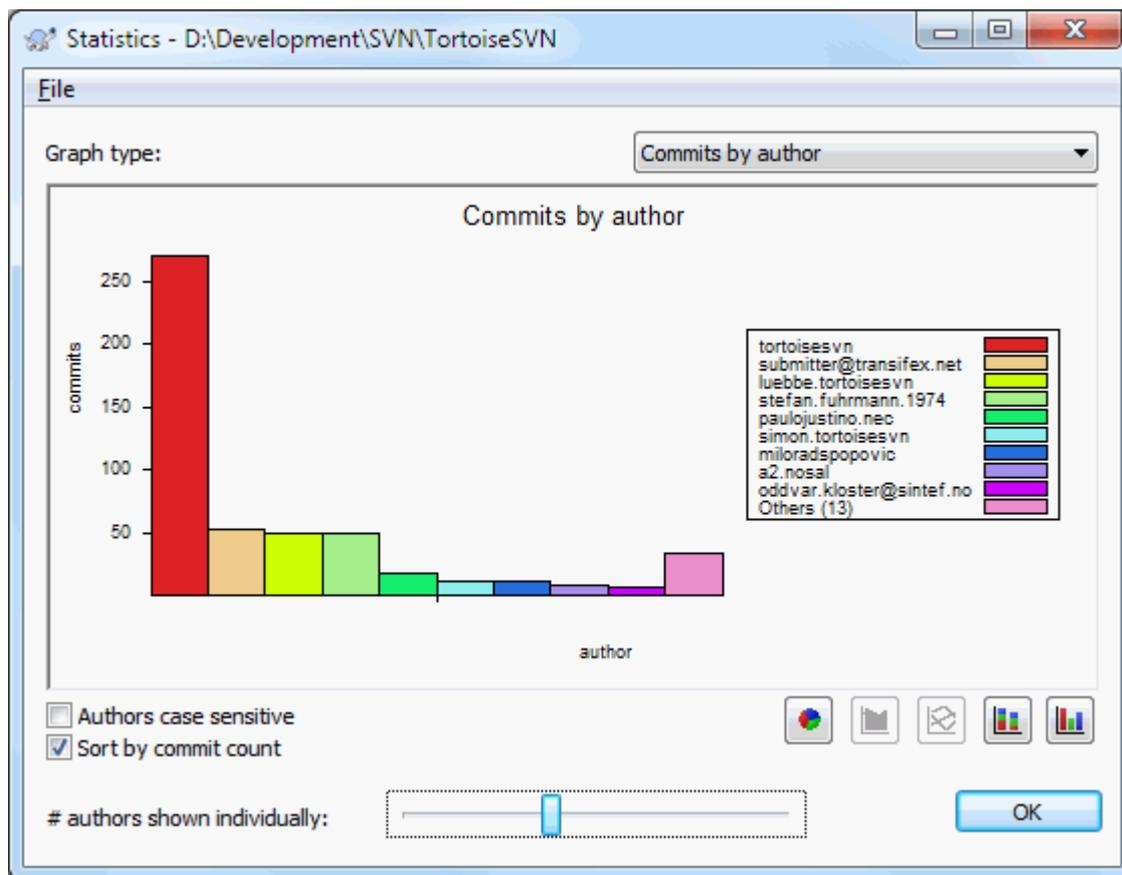 Statistics - D:\Development\SVN\TortoiseSVN
File
Graph type:
Commits by author
Commits by author
250
200
150
100
50
commits
author
tortoisesvn
submitter@transifex.net
luebbe.tortoisesvn
stefan.fuhrmann.1974
paulojustino.nec
simon.tortoisesvn
miloradspopovic
a2.nosal
oddvar.kloster@sintef.no
Others (13)
Authors case sensitive
Sort by commit count
# authors shown individually:
OK